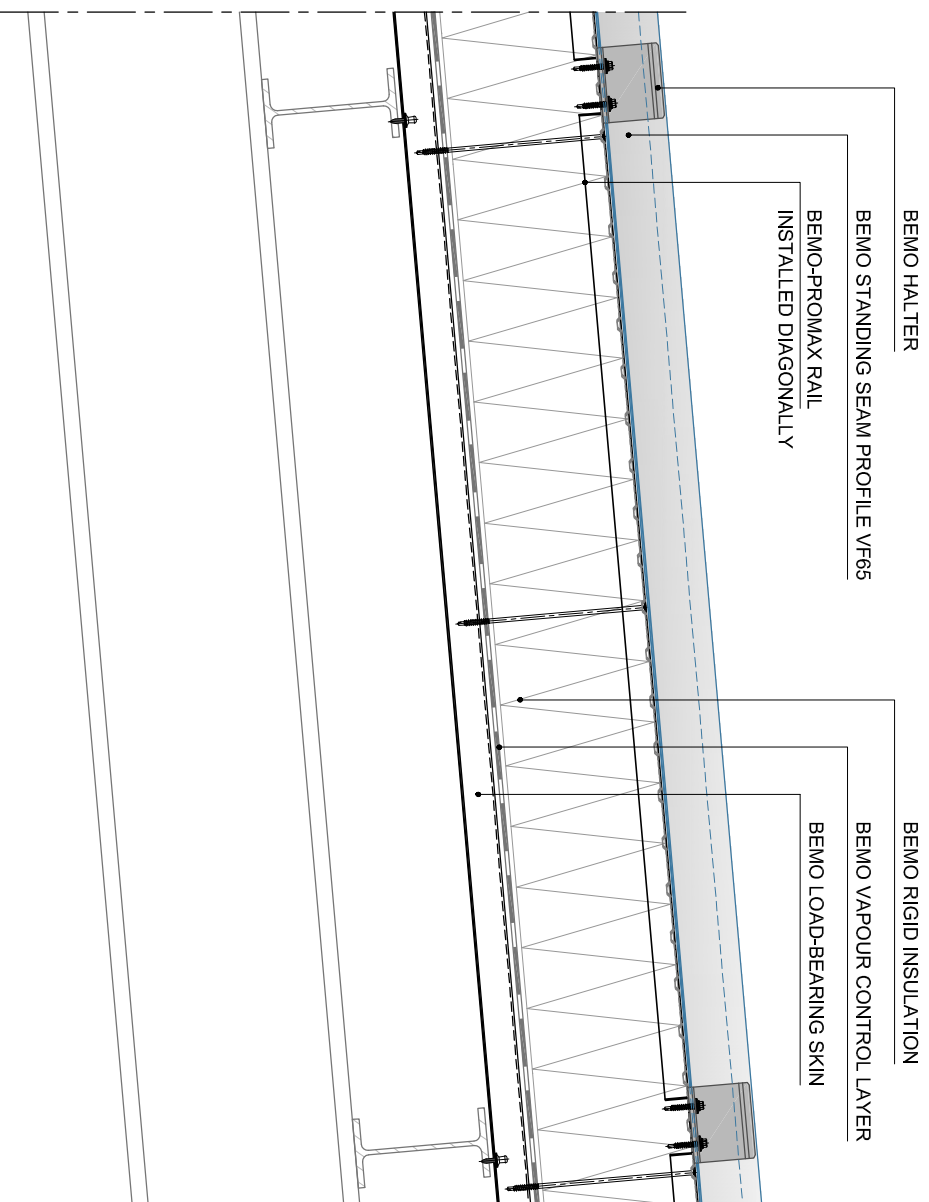 BEMO HALTER
BEMO STANDING SEAM PROFILE VF65
BEMO-PROMAX RAIL
INSTALLED DIAGONALLY
BEMO RIGID INSULATION
BEMO VAPOUR CONTROL LAYER
BEMO LOAD-BEARING SKIN